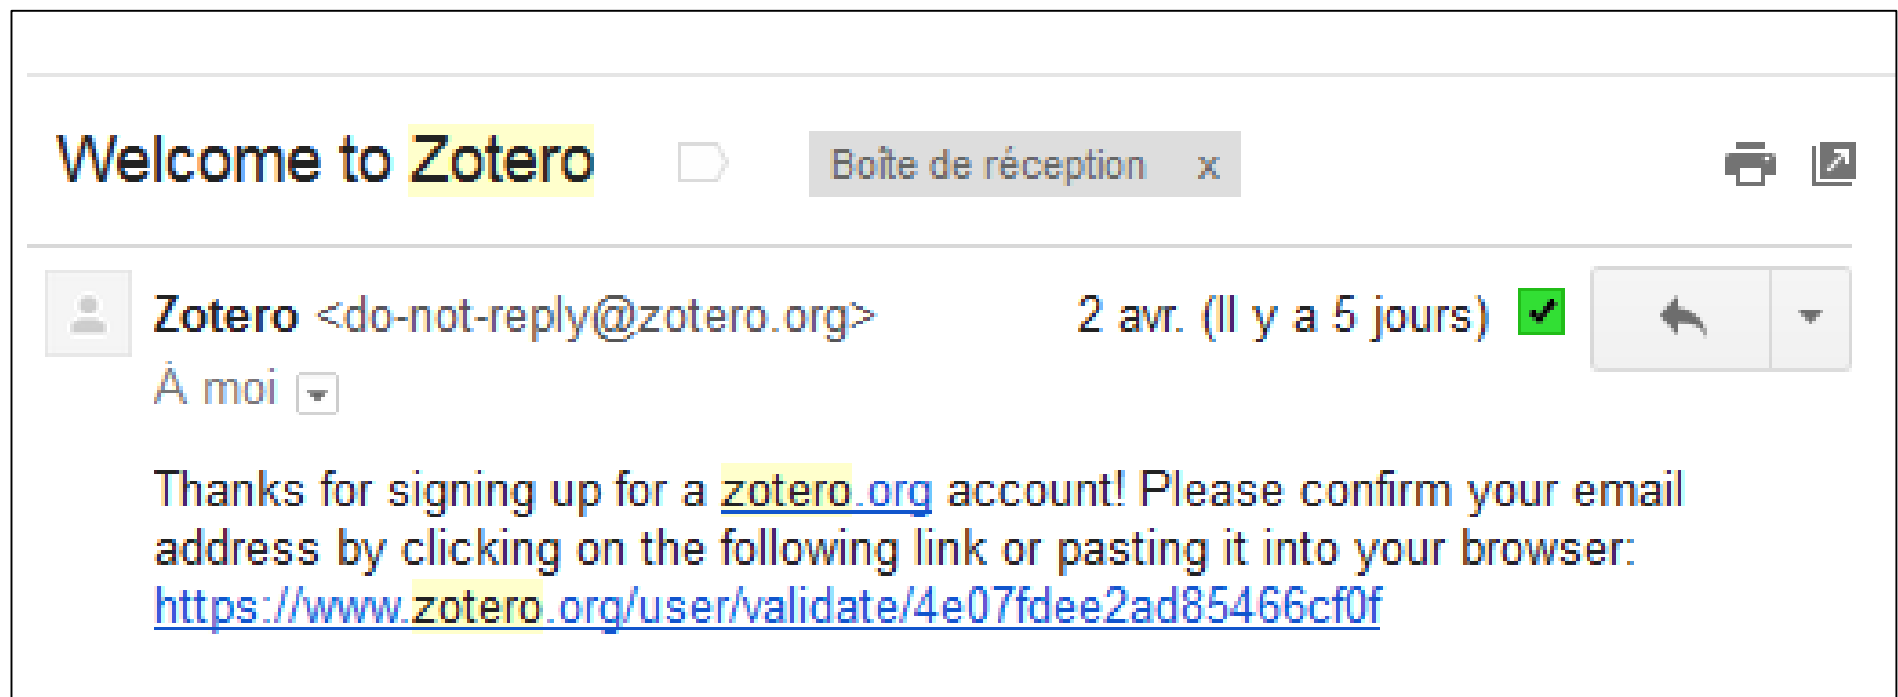 Welcome to Zotero Boîte de réception x
Zotero <do-not-reply@zotero.org> 2 avr. (Il y a 5 jours)
À moi
Thanks for signing up for a zotero.org account! Please confirm your email
address by clicking on the following link or pasting it into your browser:
https://www.zotero.org/user/validate/4e07fdee2ad85466cf0f